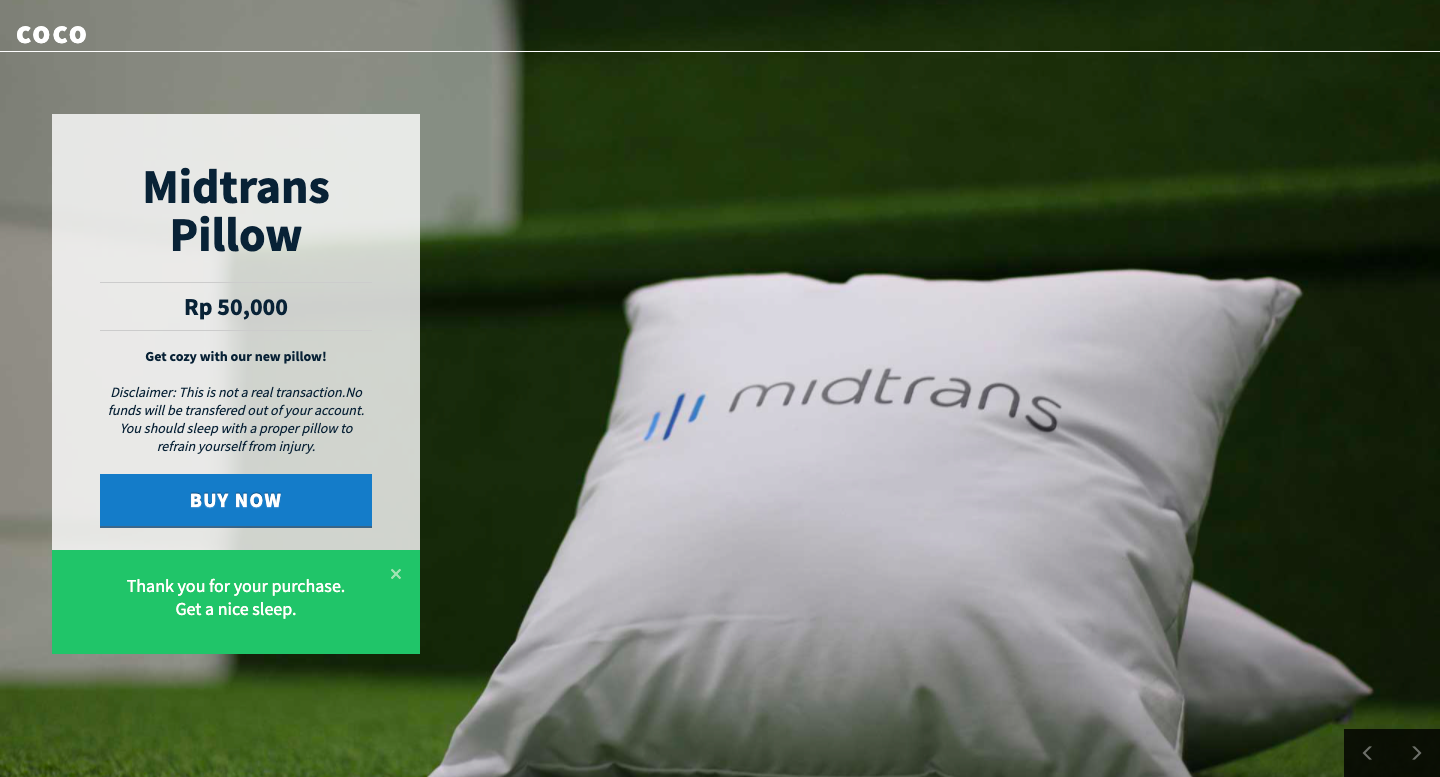 coco
Midtrans
Pillow
Rp 50,000
Get cozy with our new pillow!
Disclaimer: This is not a real transaction.No
funds will be transfered out of your account.
You should sleep with a proper pillow to
refrain yourself from injury.
BUY NOW
Thank you for your purchase.
Get a nice sleep.
midtrans